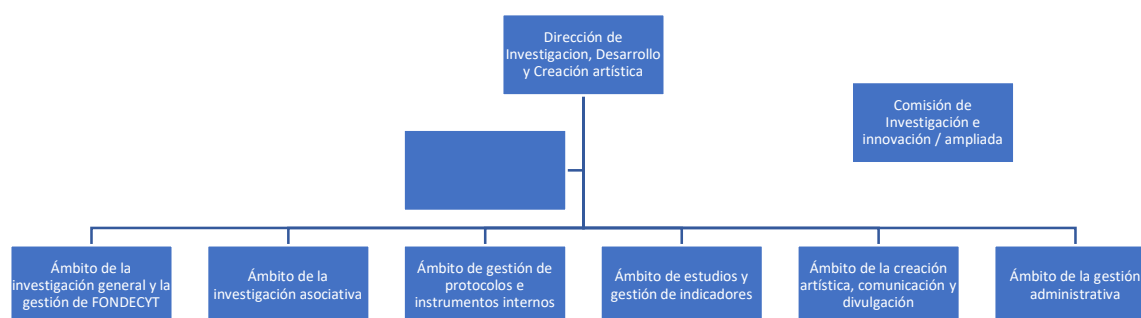 Dirección de
Investigacion, Desarrollo
y Creación artística
Comisión de
Investigación e
innovación / ampliada
Ámbito de la
investigación general y la
gestión de FONDECYT
Ámbito de la
investigación asociativa
Ámbito de gestión de
protocolos e
instrumentos internos
Ámbito de estudios y
gestión de indicadores
Ámbito de la creación
artística, comunicación y
divulgación
Ámbito de la gestión
administrativa